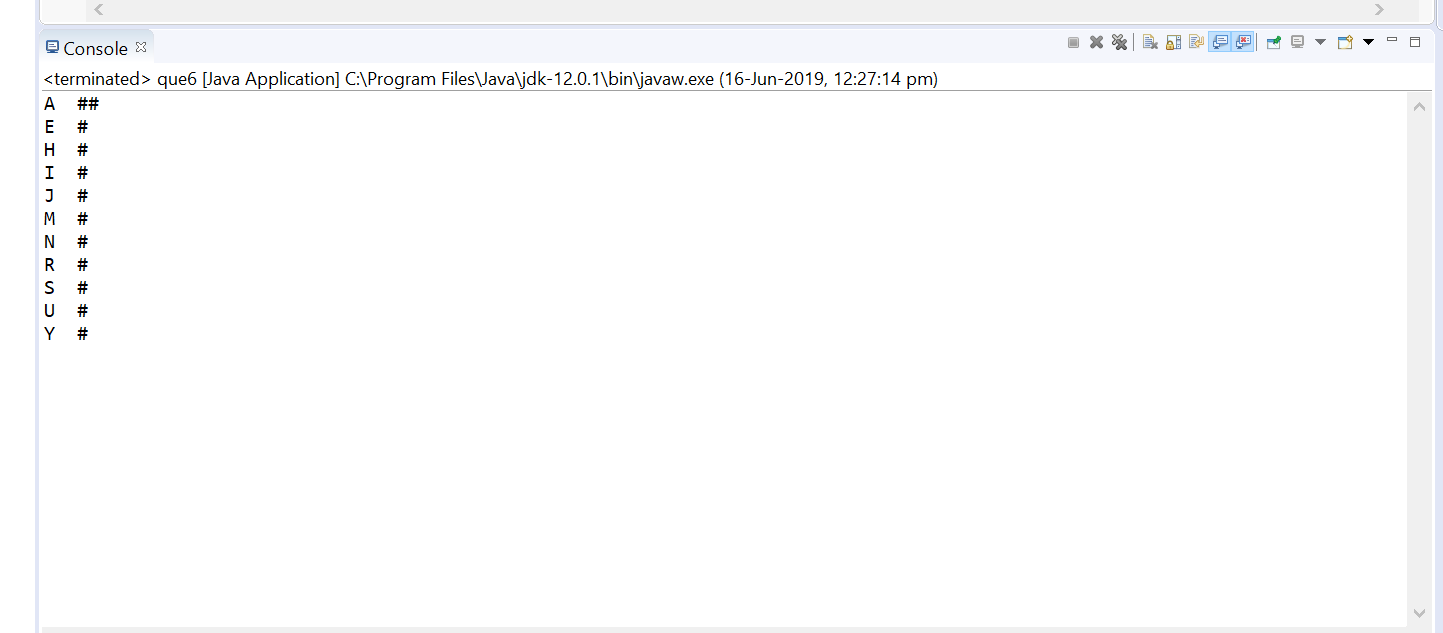 Console
<terminated> que6 [Java Application] C:\Program Files\Java\jdk-12.0.1\bin\javaw.exe (16-Jun-2019, 12:27:14 pm)
A  ##
E  #
H  #
I  #
J  #
M  #
N  #
R  #
S  #
U  #
Y  #